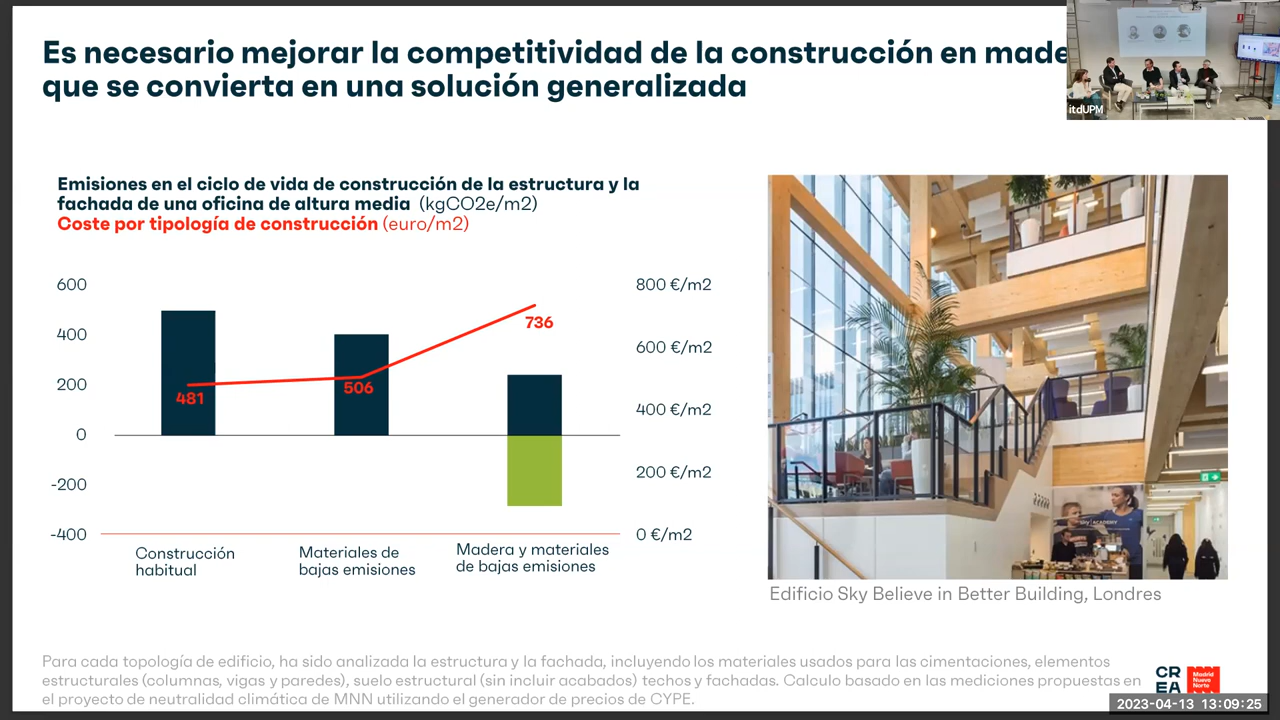 Es necesario mejorar la competitividad de la construcción en made
que se convierta en una solución generalizada
itdUPM
Emisiones en el ciclo de vida de construcción de la estructura y la
fachada de una oficina de altura media (kgCO2e/m2)
Coste por tipología de construcción (euro/m2)
600
400
200
0
-200
-400
800 €/m2
600 €/m2
400 €/m2
200 €/m2
0 €/m2
481
506
736
Construcción
habitual
Materiales de
bajas emisiones
Madera y materiales
de bajas emisiones
sky ACADEMY
Edificio Sky Believe in Better Building, Londres
Para cada topología de edificio, ha sido analizada la estructura y la fachada, incluyendo los materiales usados para las cimentaciones, elementos
estructurales (columnas, vigas y paredes), suelo estructural (sin incluir acabados) techos y fachadas. Calculo basado en las mediciones propuestas en
el proyecto de neutralidad climática de MNN utilizando el generador de precios de CYPE.
CR
EA
Madrid
Nuevo
Norte
2023-04-13 13:09:25